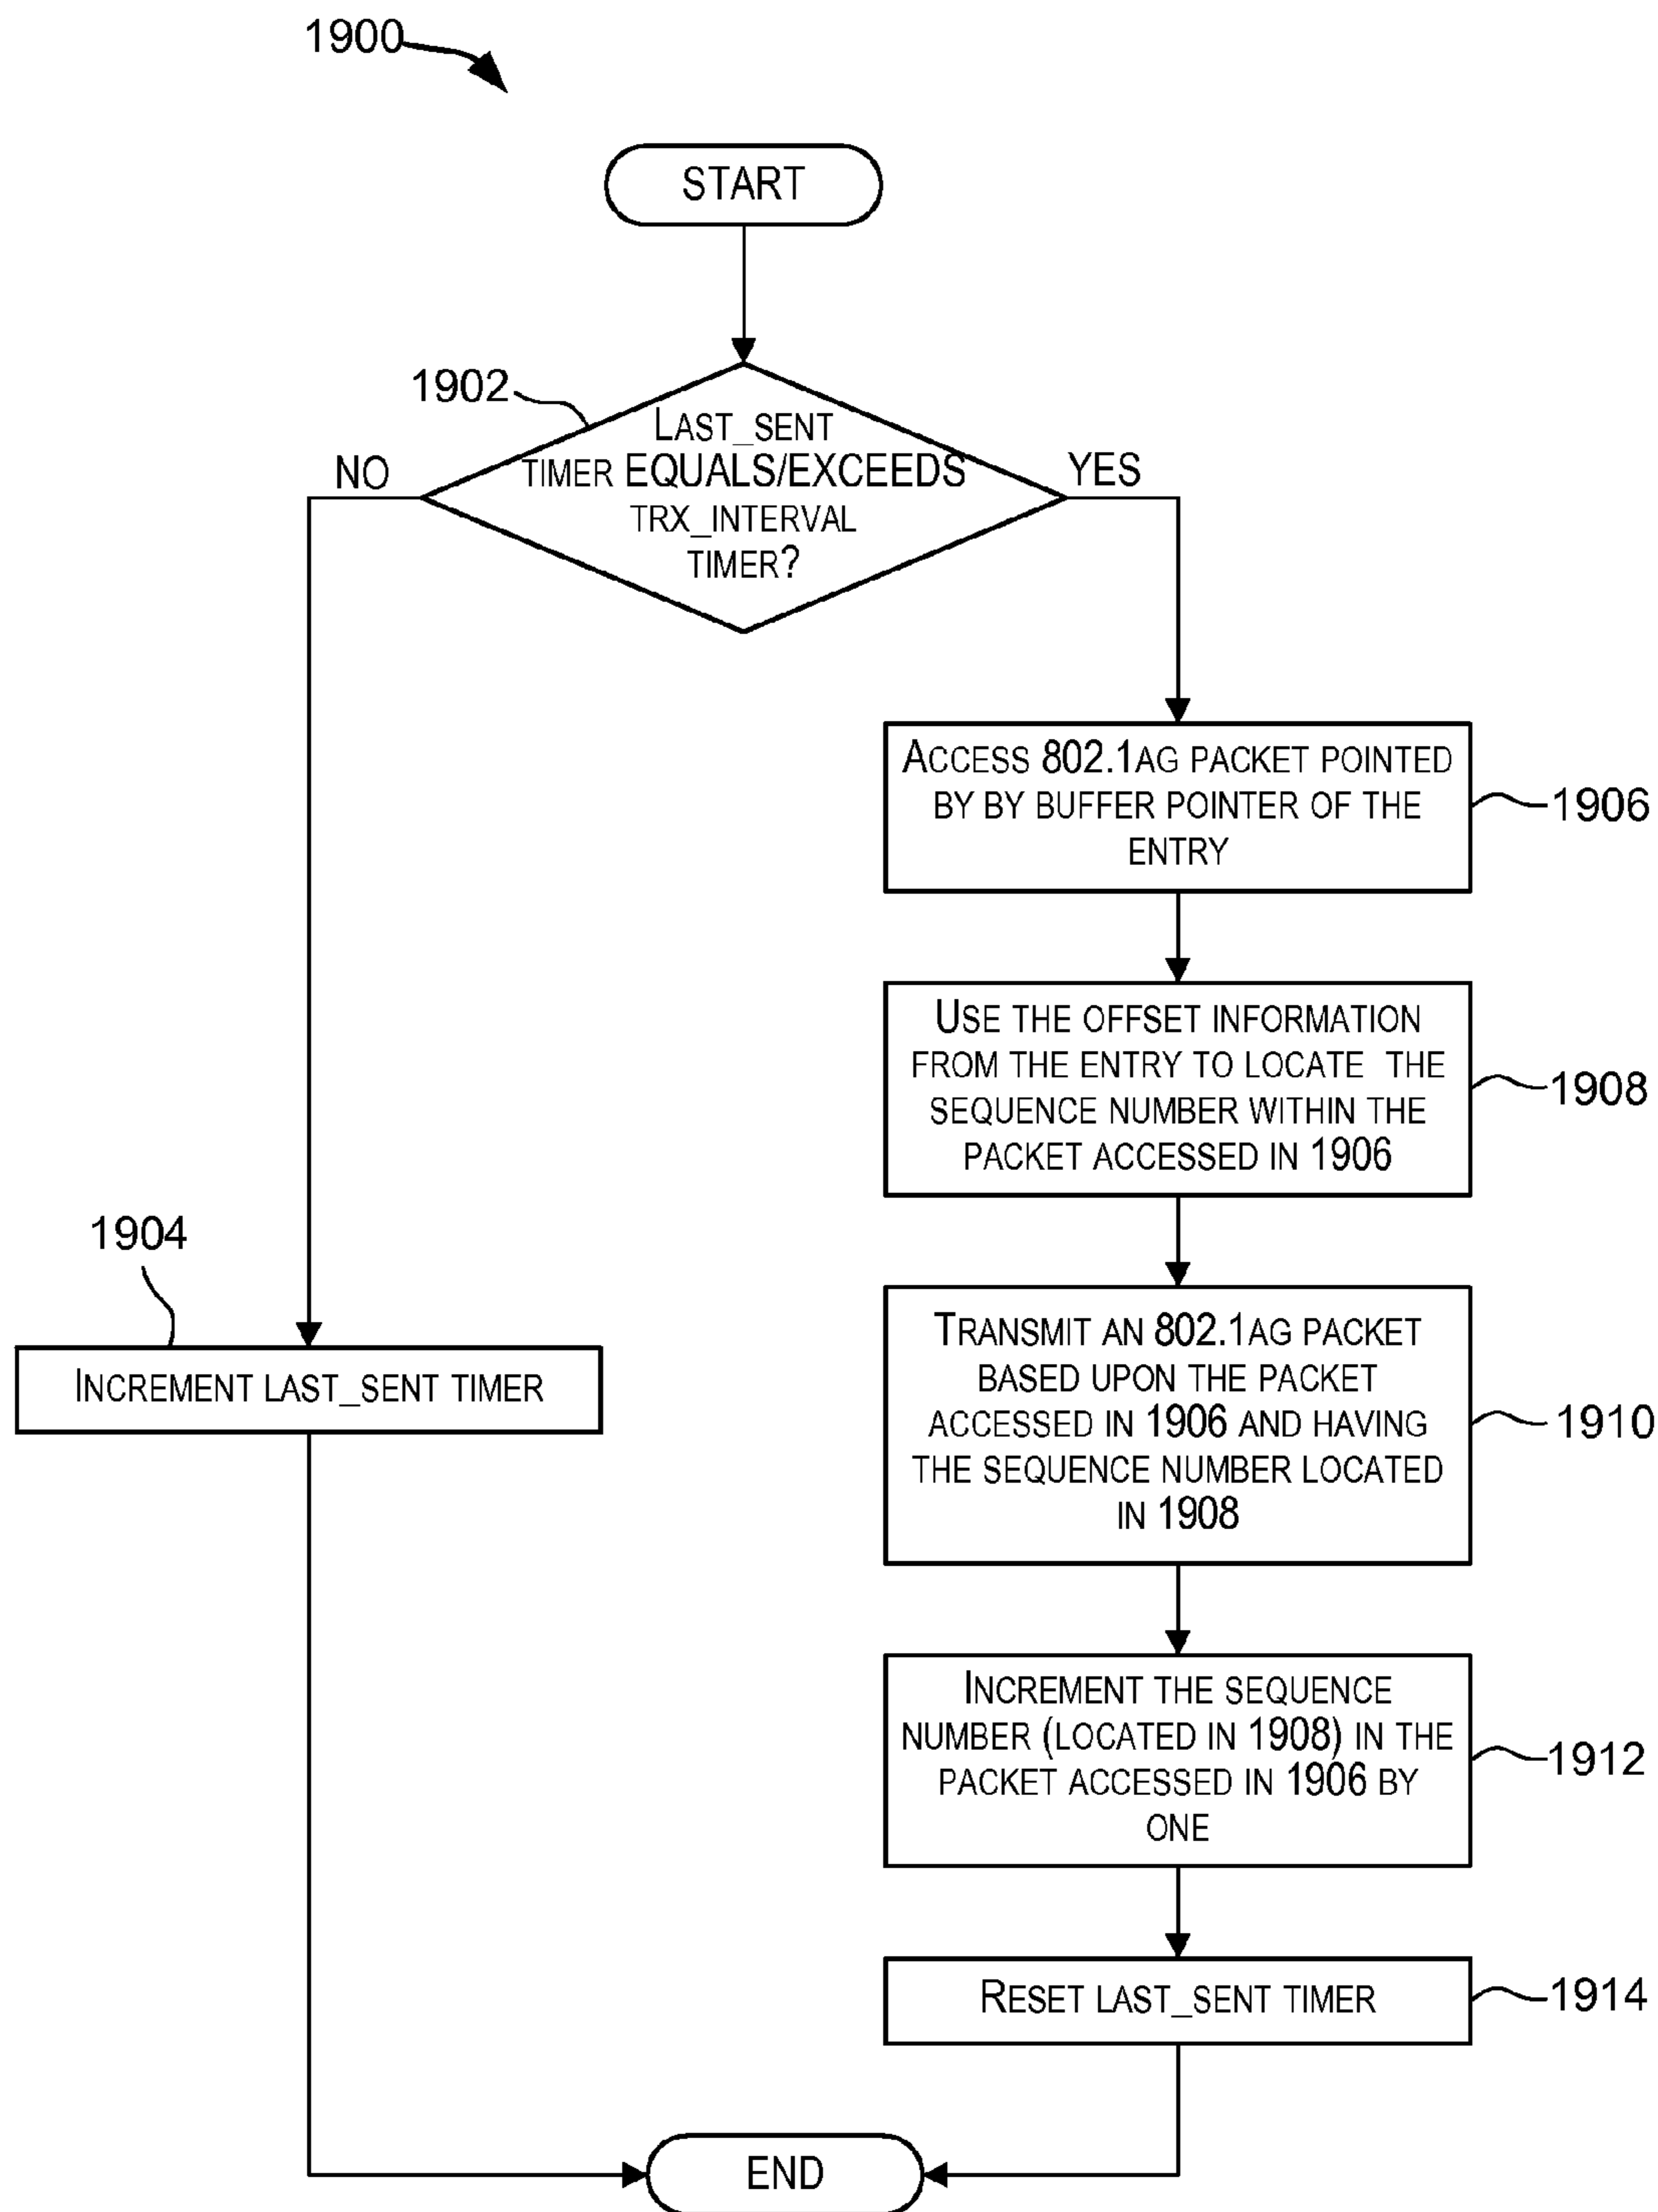 1900
START
1902
LAST_SENT
TIMER EQUALS/EXCEEDS
TRX_INTERVAL
TIMER?
NO
YES
ACCESS 802.1AG PACKET POINTED
BY BY BUFFER POINTER OF THE
ENTRY
1906
USE THE OFFSET INFORMATION
FROM THE ENTRY TO LOCATE THE
SEQUENCE NUMBER WITHIN THE
PACKET ACCESSED IN 1906
1908
1904
INCREMENT LAST_SENT TIMER
TRANSMIT AN 802.1AG PACKET
BASED UPON THE PACKET
ACCESSED IN 1906 AND HAVING
THE SEQUENCE NUMBER LOCATED
IN 1908
1910
INCREMENT THE SEQUENCE
NUMBER (LOCATED IN 1908) IN THE
PACKET ACCESSED IN 1906 BY
ONE
1912
RESET LAST_SENT TIMER
1914
END